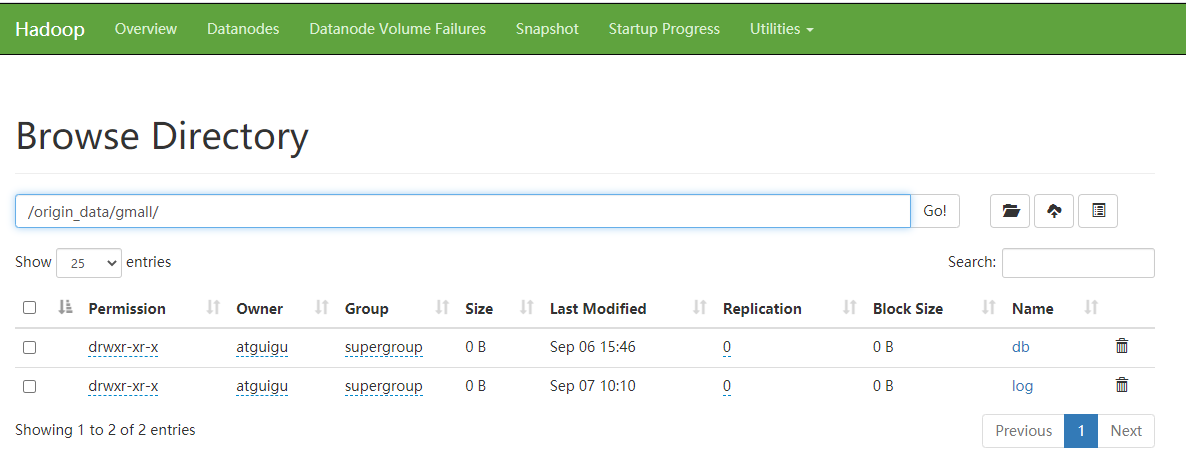 Hadoop Overview Datanodes Datanode Volume Failures Snapshot Startup Progress Utilities
Browse Directory
/origin_data/gmall/ Go!
Show 25 entries Search:
Permission Owner Group Size Last Modified Replication Block Size Name
drwxr-xr-x atguigu supergroup 0 B Sep 06 15:46 0 0 B db
drwxr-xr-x atguigu supergroup 0 B Sep 07 10:10 0 0 B log
Showing 1 to 2 of 2 entries Previous 1 Next